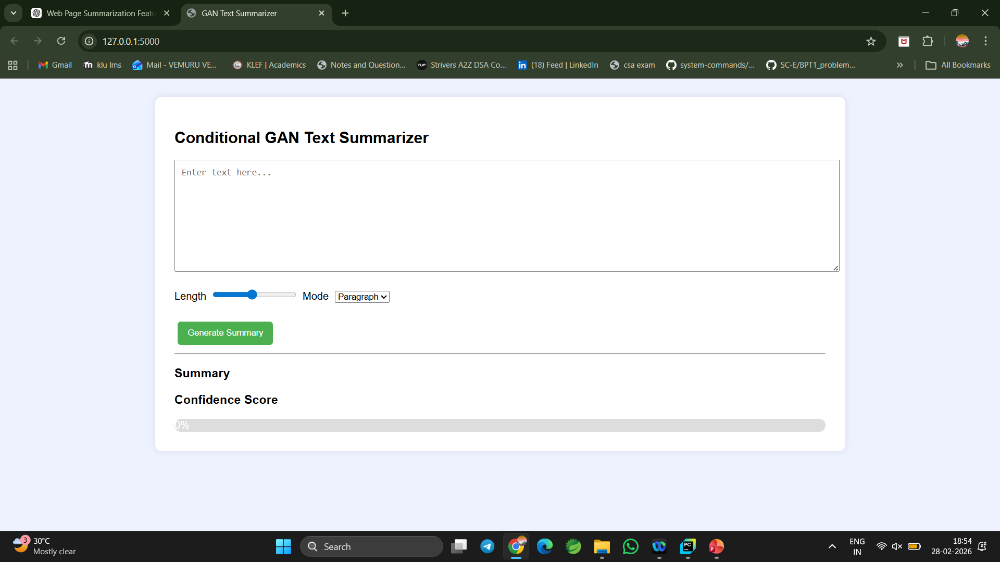 Web Page Summarization Featu
GAN Text Summarizer
127.0.0.1:5000
Gmail
klu lms
Mail - VEMURU VE...
KLEF | Academics
Notes and Question...
TUF
Strivers A2Z DSA Co...
in
(18) Feed | LinkedIn
csa exam
system-commands/...
SC-E/BPT1_problem...
All Bookmarks
Conditional GAN Text Summarizer
Enter text here...
Length
Mode
Paragraph
Generate Summary
Summary
Confidence Score
0%
3
30°C
Mostly clear
Search
PC
P
ENG
IN
18:54
28-02-2026